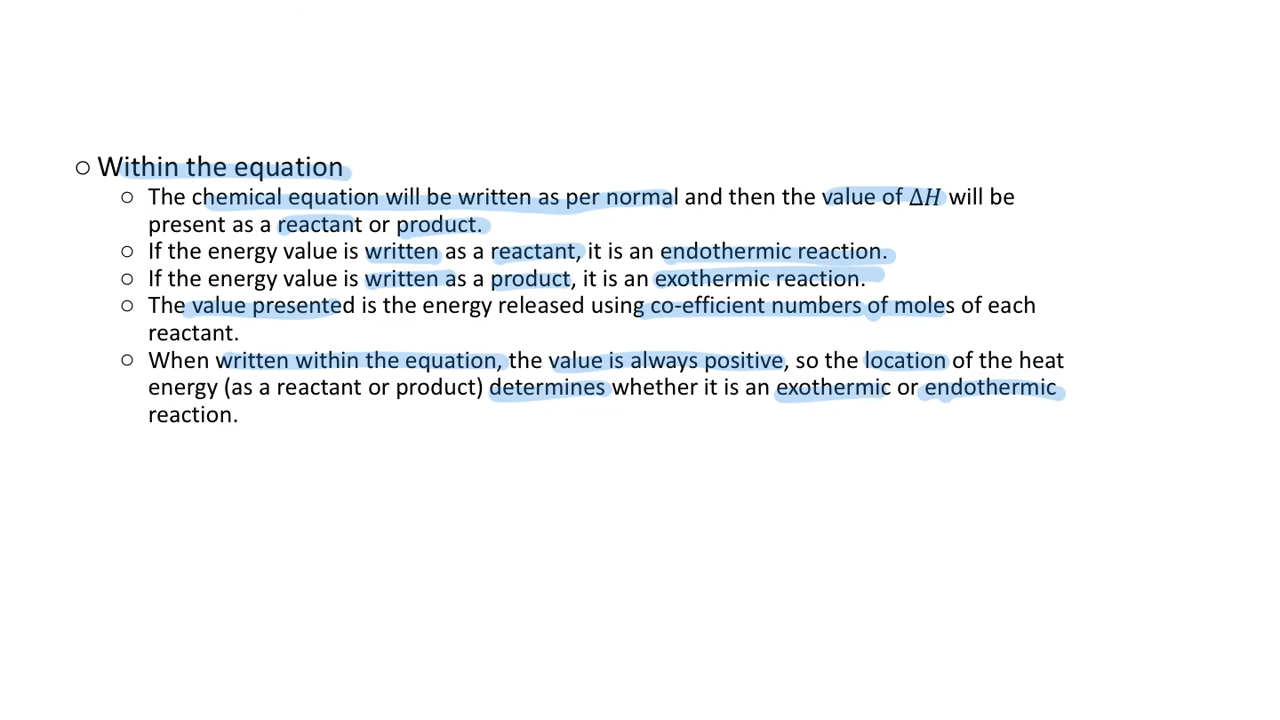 ○ Within the equation
○ The chemical equation will be written as per normal and then the value of Δ𝐻 will be
present as a reactant or product.
○ If the energy value is written as a reactant, it is an endothermic reaction.
○ If the energy value is written as a product, it is an exothermic reaction.
○ The value presented is the energy released using co-efficient numbers of moles of each
reactant.
○ When written within the equation, the value is always positive, so the location of the heat
energy (as a reactant or product) determines whether it is an exothermic or endothermic
reaction.